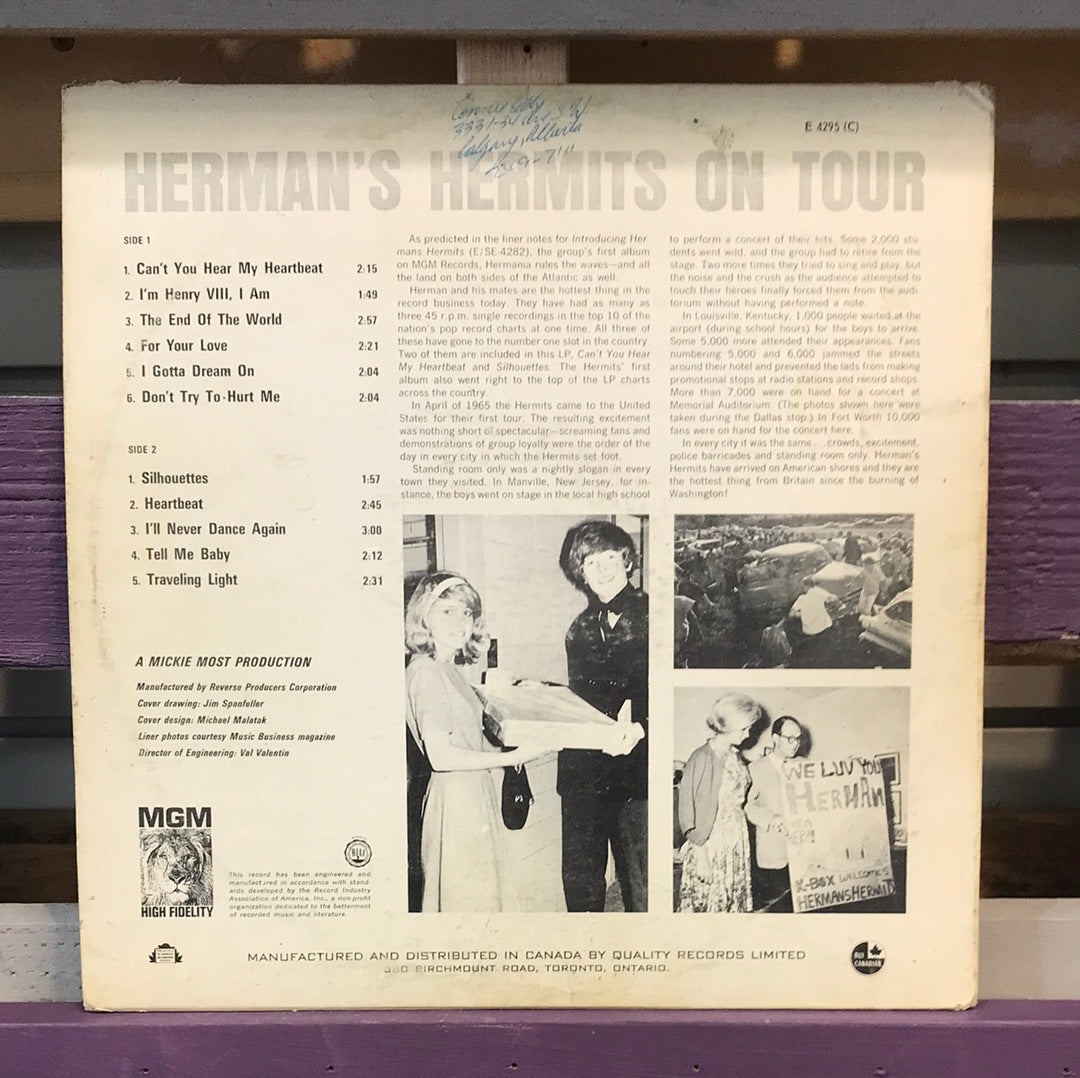 Connie
3331-34 Ave. S.W
Calgary, Alberta
249-711
E 4295 (C)
HERMAN'S HERMITS ON TOUR
SIDE 1
1. Can't You Hear My Heartbeat 2:15
2. I'm Henry VIII, I Am 1:49
3. The End Of The World 2:57
4. For Your Love 2:21
5. I Gotta Dream On 2:04
6. Don't Try To Hurt Me 2:04
SIDE 2
1. Silhouettes 1:57
2. Heartbeat 2:45
3. I'll Never Dance Again 3:00
4. Tell Me Baby 2:12
5. Traveling Light 2:31
A MICKIE MOST PRODUCTION
Manufactured by Reverse Producers Corporation
Cover drawing: Jim Spanfeller
Cover design: Michael Malatak
Liner photos courtesy Music Business magazine
Director of Engineering: Val Valentin
As predicted in the liner notes for Introducing Her-
mans Hermits (E/SE 4282), the group's first album
on MGM Records, Hermania rules the waves—and all
the land on both sides of the Atlantic as well.
Herman and his mates are the hottest thing in the
record business today. They have had as many as
three 45 r.p.m. single recordings in the top 10 of the
nation's pop record charts at one time. All three of
these have gone to the number one slot in the country.
Two of them are included in this LP, Can't You Hear
My Heartbeat and Silhouettes. The Hermits' first
album also went right to the top of the LP charts
across the country.
In April of 1965 the Hermits came to the United
States for their first tour. The resulting excitement
was nothing short of spectacular—screaming fans and
demonstrations of group loyalty were the order of the
day in every city in which the Hermits set foot.
Standing room only was a nightly slogan in every
town they visited. In Manville, New Jersey, for in-
stance, the boys went on stage in the local high school
to perform a concert of their hits. Some 2,000 stu-
dents went wild, and the group had to retire from the
stage. Two more times they tried to sing and play, but
the noise and the crush as the audience attempted to
touch their heroes finally forced them from the audi-
torium without having performed a note.
In Louisville, Kentucky, 1,000 people waited at the
airport (during school hours) for the boys to arrive.
Some 5,000 more attended their appearances. Fans
numbering 5,000 and 6,000 jammed the streets
around their hotel and prevented the lads from making
promotional stops at radio stations and record shops.
More than 7,000 were on hand for a concert at
Memorial Auditorium. (The photos shown here were
taken during the Dallas stop.) In Fort Worth 10,000
fans were on hand for the concert here.
In every city it was the same...crowds, excitement,
police barricades and standing room only. Herman's
Hermits have arrived on American shores and they are
the hottest thing from Britain since the burning of
Washington!
WE LUV YOU
HERMAN
K-BOX WELCOMES
HERMANS HERMITS
MGM
HIGH FIDELITY
This record has been engineered and
manufactured in accordance with stand-
ards developed by the Record Industry
Association of America, Inc., a non-profit
organization dedicated to the betterment
of recorded music and literature.
MANUFACTURED AND DISTRIBUTED IN CANADA BY QUALITY RECORDS LIMITED
380 BIRCHMOUNT ROAD, TORONTO, ONTARIO.
ALL
CANADIAN